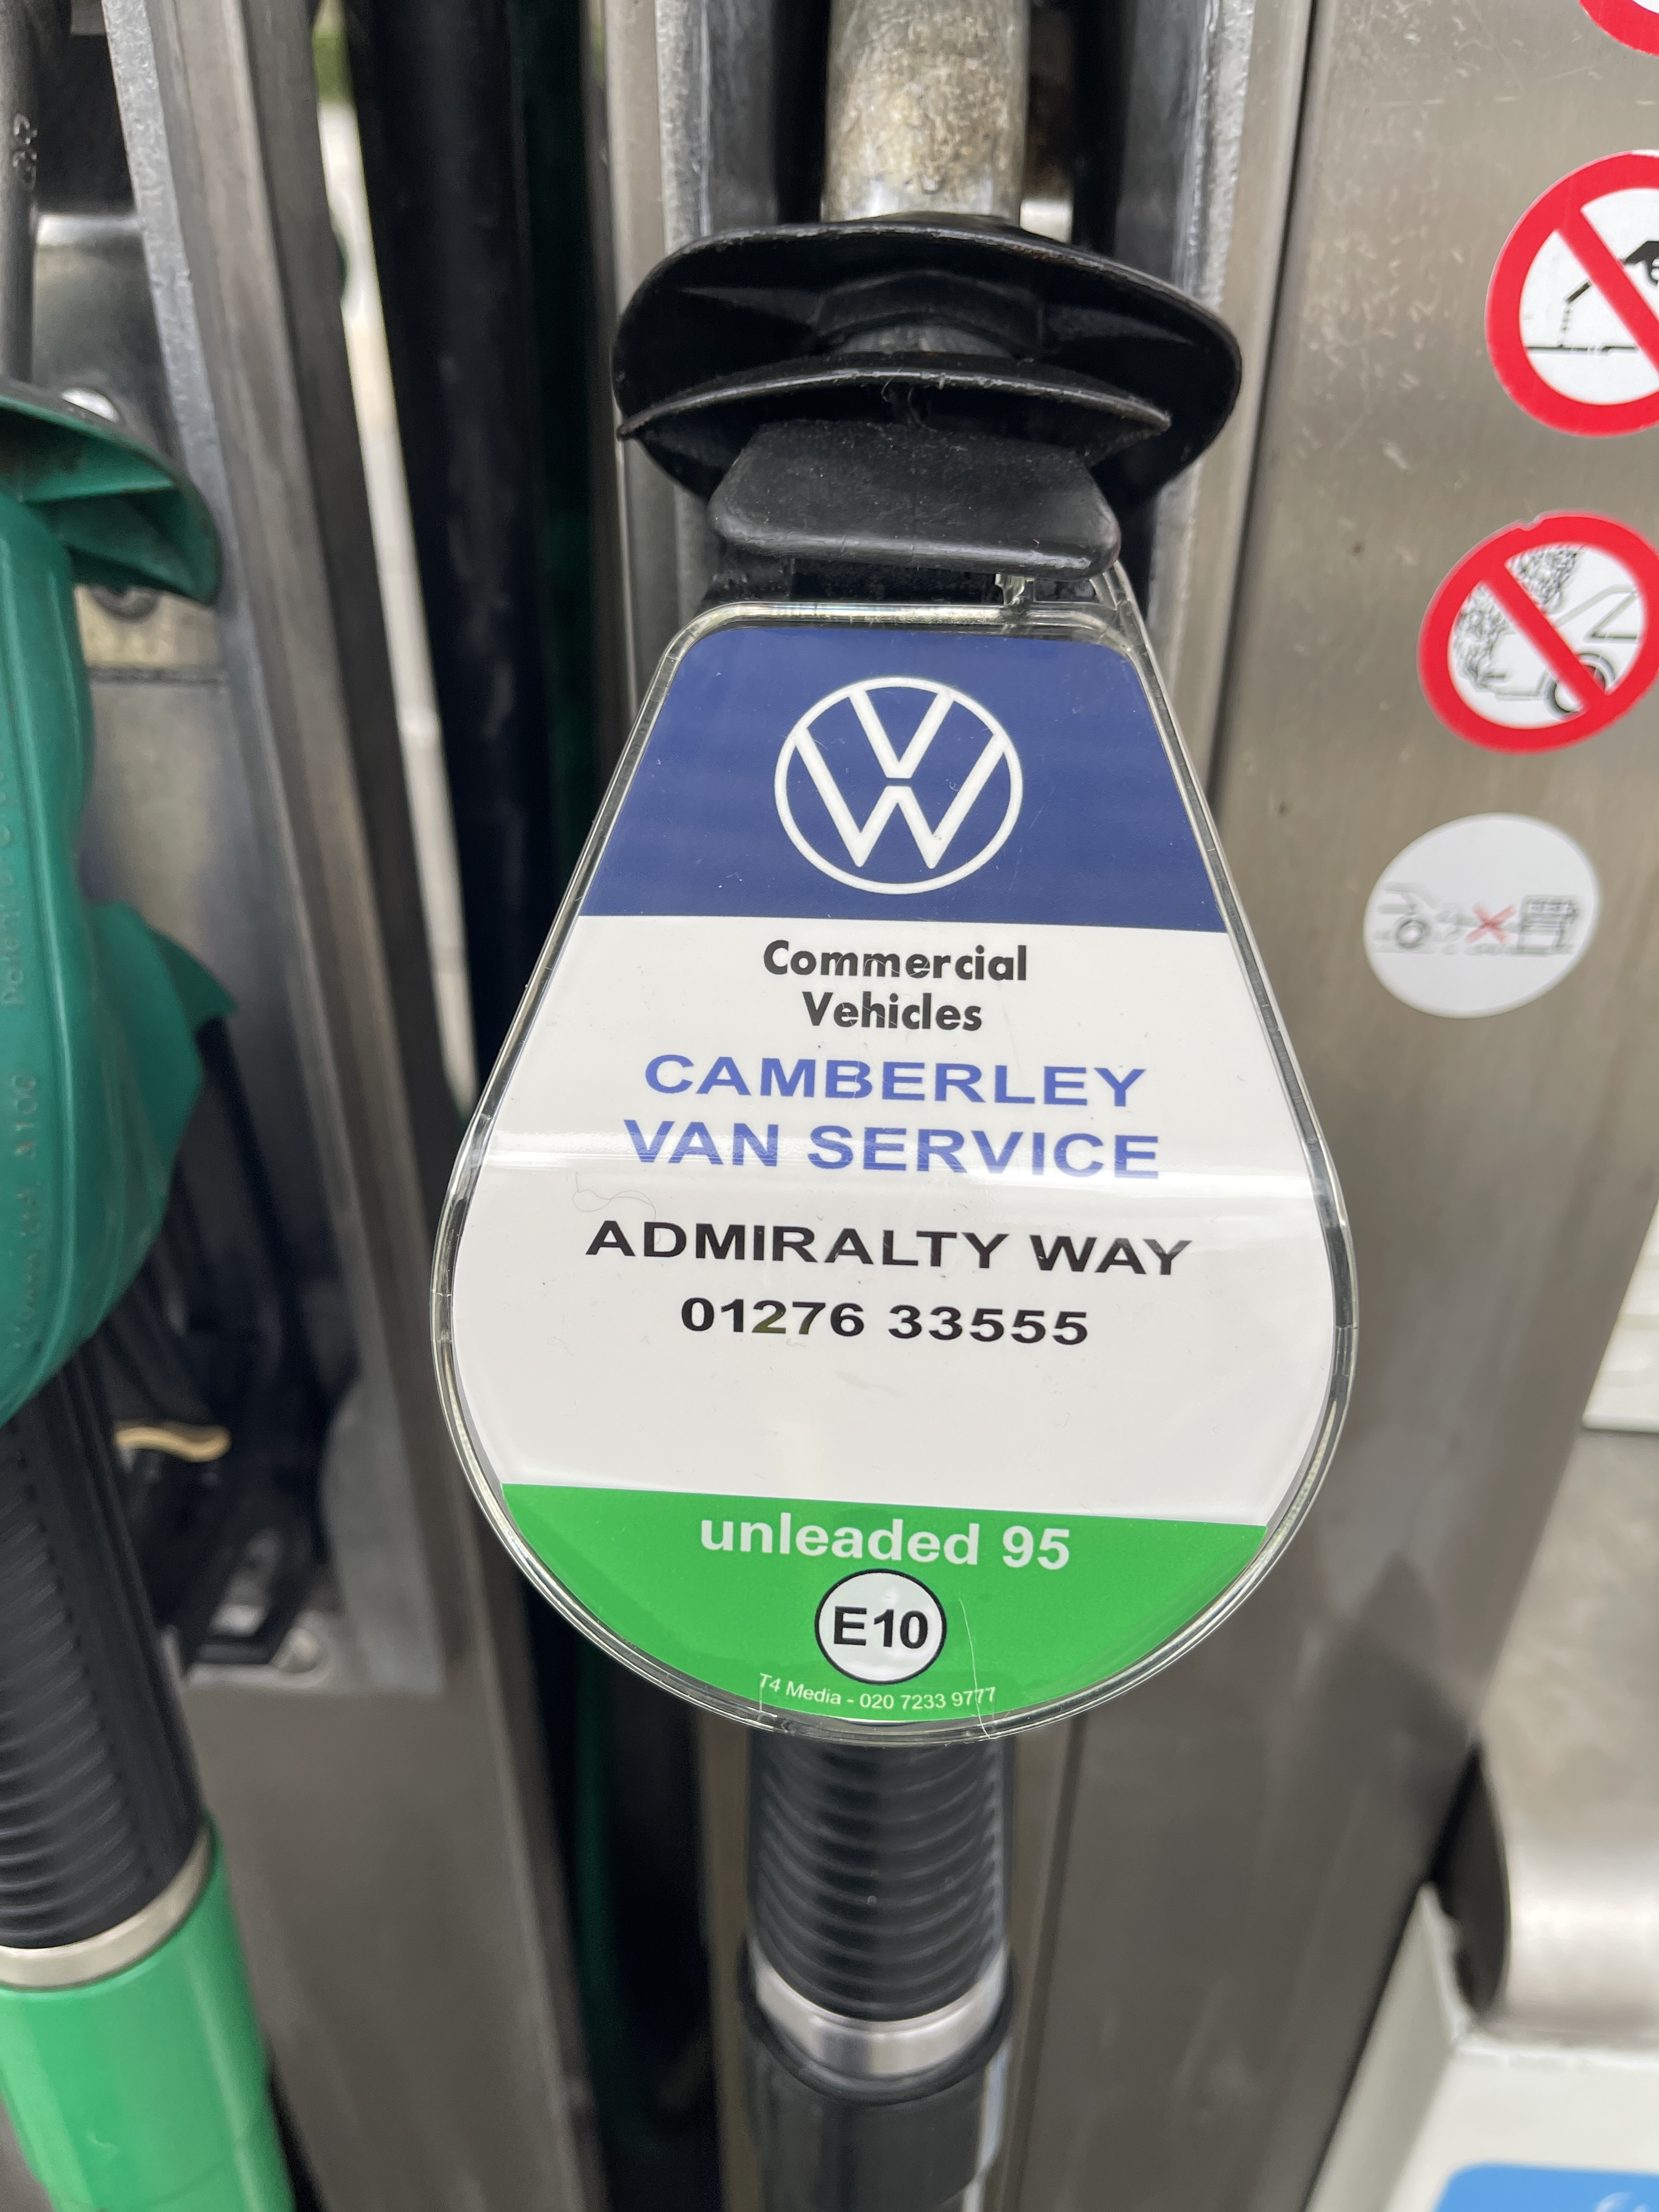 Commercial
Vehicles
CAMBERLEY
VAN SERVICE
ADMIRALTY WAY
01276 33555
unleaded 95
E10
T4 Media - 020 7233 9777